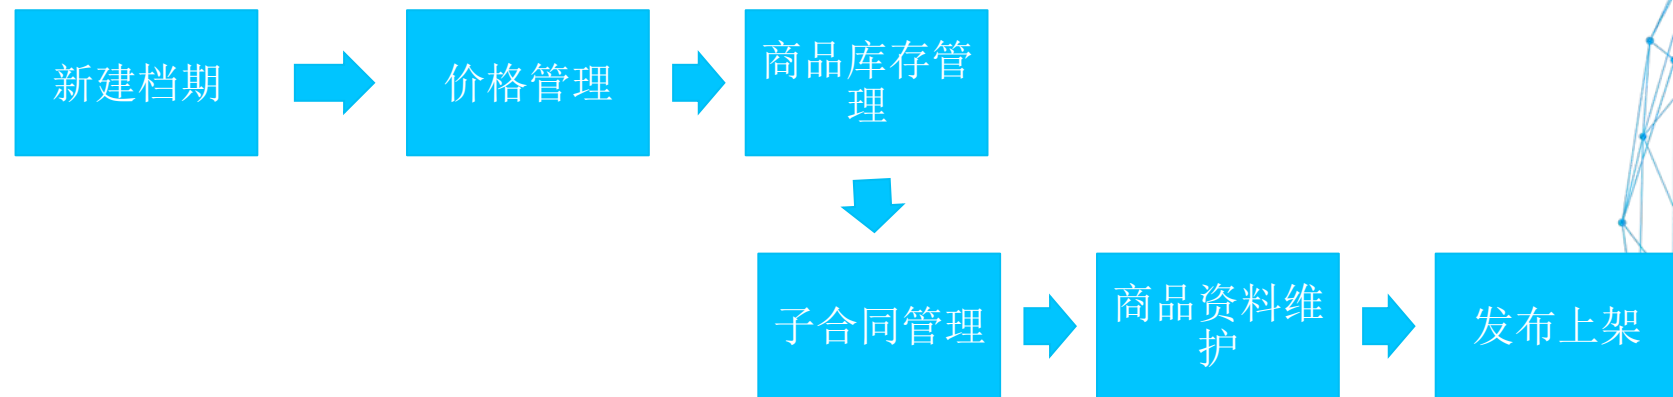 新建档期
价格管理
商品库存管
理
子合同管理
商品资料维
护
发布上架